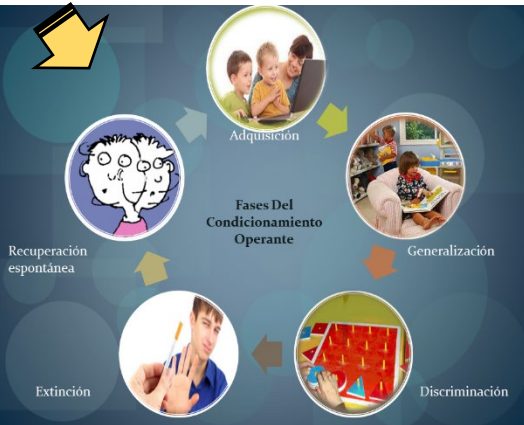 Adquisición
Fases Del
Condicionamiento
Operante
Generalización
Discriminación
Extinción
Recuperación
espontánea